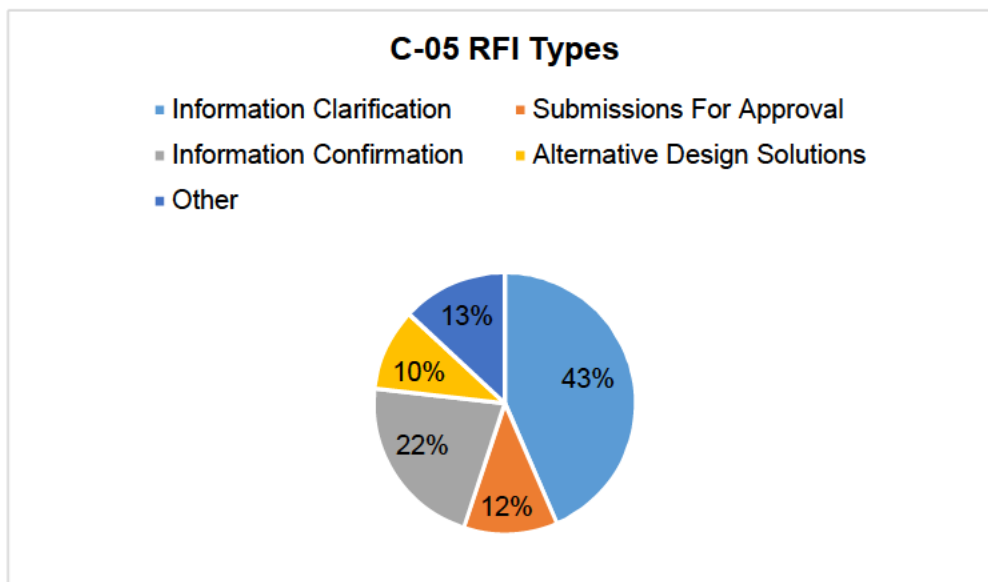 C-05 RFI Types
Information Clarification Submissions For Approval
Information Confirmation Alternative Design Solutions
Other
13%
43%
10%
22%
12%